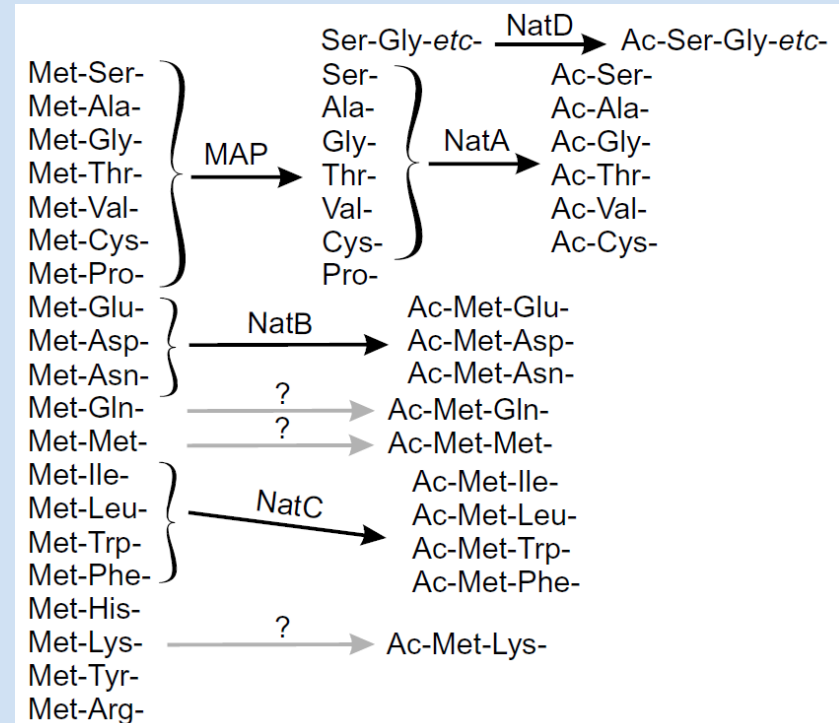 Ser-Gly-etc- NatD Ac-Ser-Gly-etc-
Met-Ser- Ser- Ac-Ser-
Met-Ala- Ala- Ac-Ala-
Met-Gly- MAP Gly- NatA Ac-Gly-
Met-Thr- Thr- Ac-Thr-
Met-Val- Val- Ac-Val-
Met-Cys- Cys- Ac-Cys-
Met-Pro- Pro-
Met-Glu- NatB Ac-Met-Glu-
Met-Asp- Ac-Met-Asp-
Met-Asn- Ac-Met-Asn-
Met-Gln- ? Ac-Met-Gln-
Met-Met- ? Ac-Met-Met-
Met-Ile- Ac-Met-Ile-
Met-Leu- NatC Ac-Met-Leu-
Met-Trp- Ac-Met-Trp-
Met-Phe- Ac-Met-Phe-
Met-His-
Met-Lys- ? Ac-Met-Lys-
Met-Tyr-
Met-Arg-